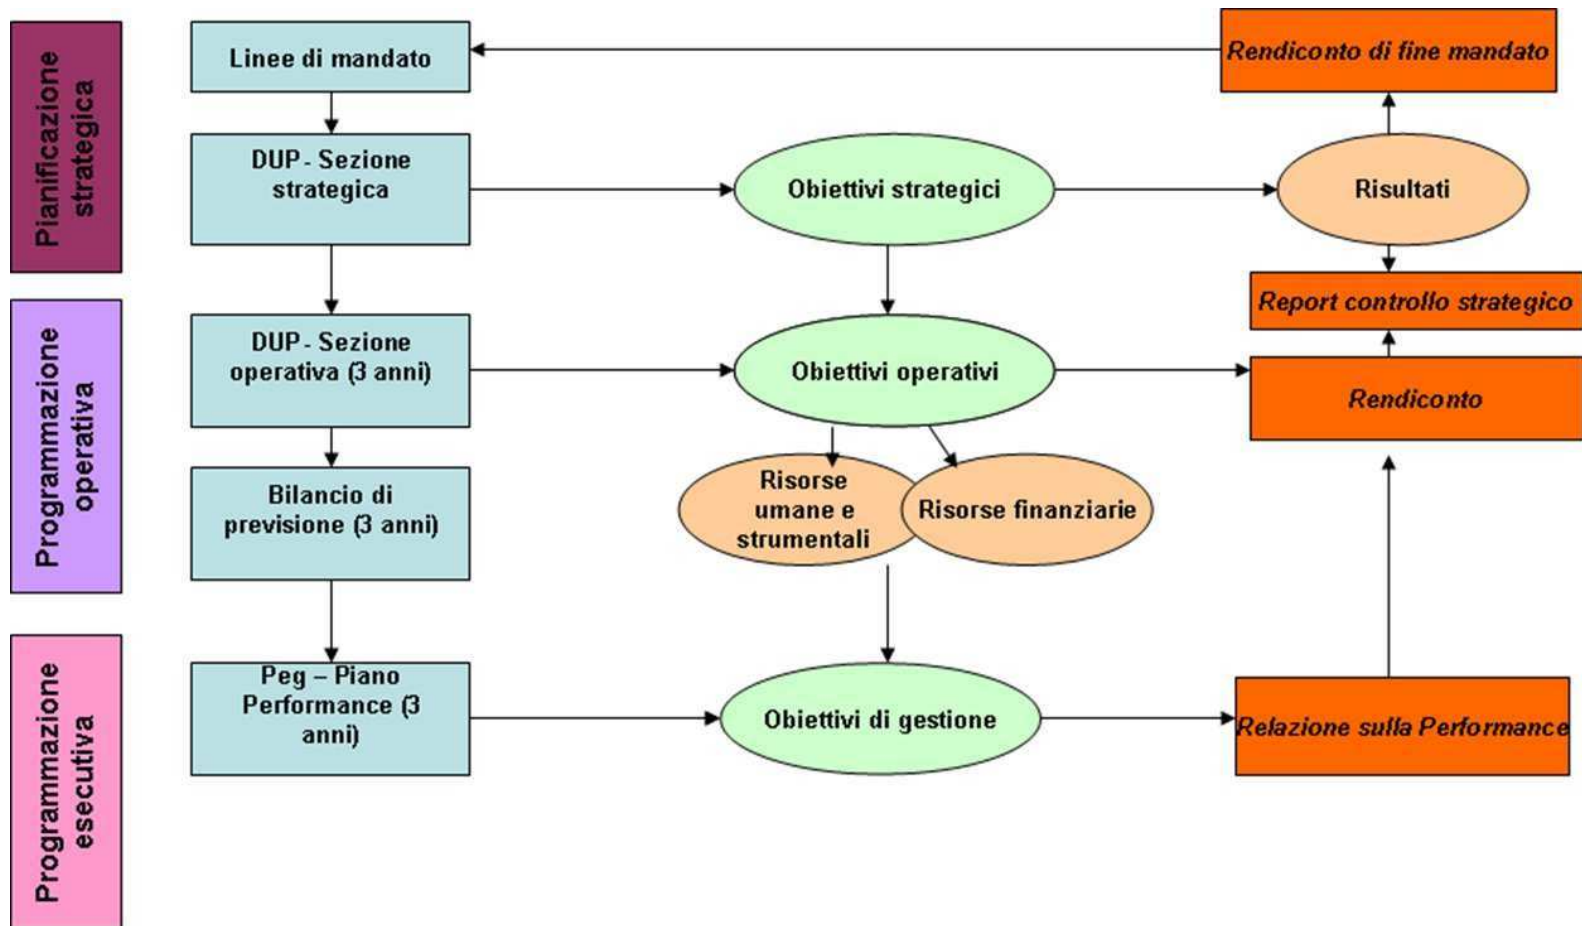 Pianificazione
strategica
Linee di mandato
Rendiconto di fine mandato
DUP - Sezione
strategica
Obiettivi strategici
Risultati
Report controllo strategico
Programmazione
operativa
DUP - Sezione
operativa (3 anni)
Obiettivi operativi
Rendiconto
Bilancio di
previsione (3 anni)
Risorse
umane e
strumentali
Risorse finanziarie
Programmazione
esecutiva
Peg – Piano
Performance (3
anni)
Obiettivi di gestione
Relazione sulla Performance